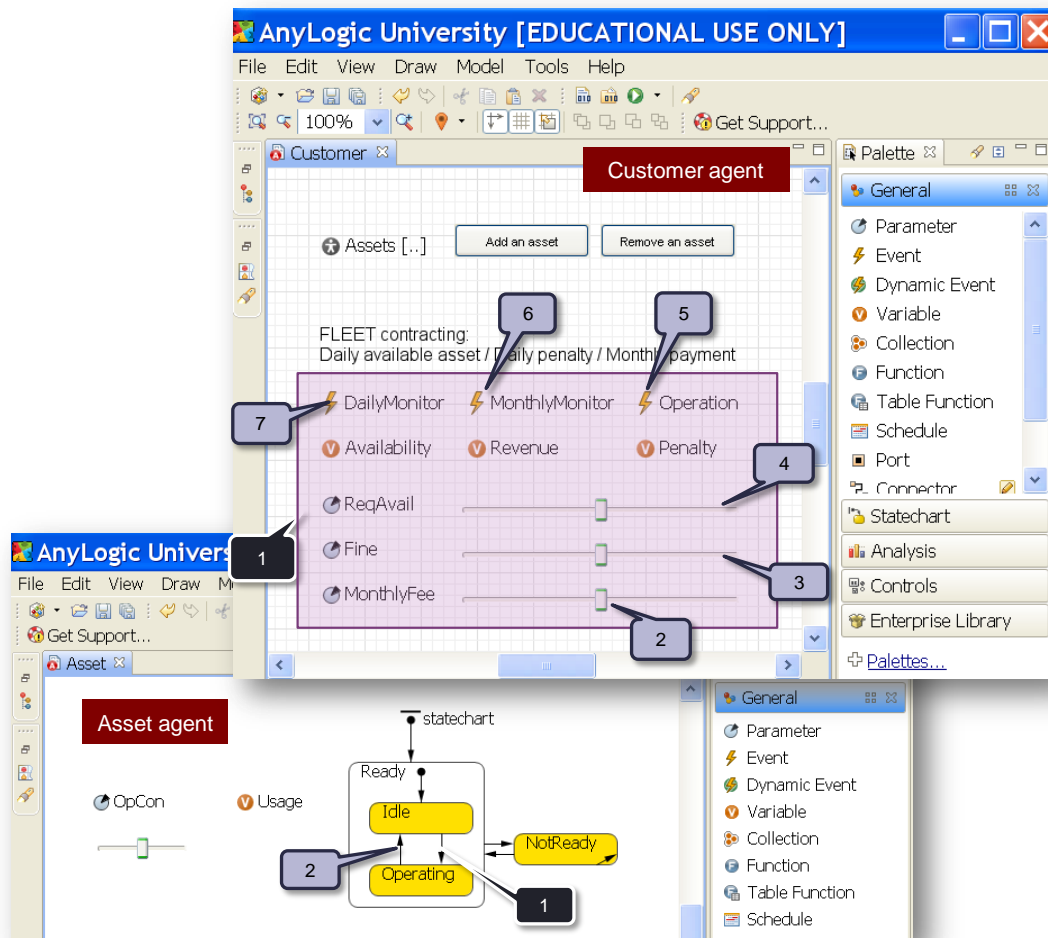 AnyLogic University [EDUCATIONAL USE ONLY]
File Edit View Draw Model Tools Help
100%
Get Support...
Customer
Customer agent
Palette
General
Parameter
Event
Dynamic Event
Variable
Collection
Function
Table Function
Schedule
Port
Connector
Statechart
Analysis
Controls
Enterprise Library
Palettes...
Assets [..]
Add an asset
Remove an asset
6
5
FLEET contracting:
Daily available asset / Daily penalty / Monthly payment
7
DailyMonitor
MonthlyMonitor
Operation
Availability
Revenue
Penalty
4
ReqAvail
1
Fine
3
MonthlyFee
2
AnyLogic Univers
File Edit View Draw M
Get Support...
Asset
Asset agent
General
Parameter
Event
Dynamic Event
Variable
Collection
Function
Table Function
Schedule
statechart
Ready
OpCon
Usage
Idle
NotReady
2
Operating
1